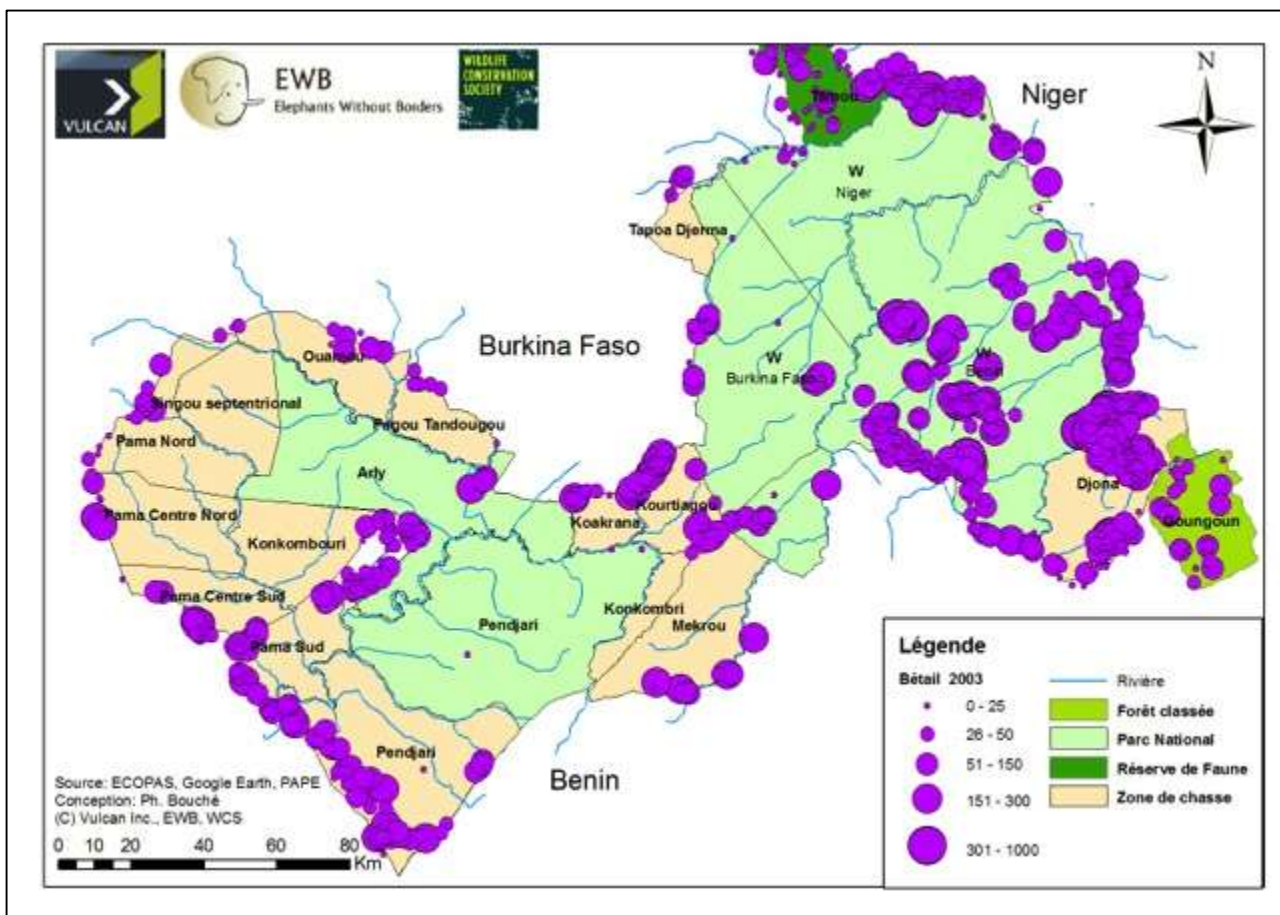 VULCAN
EWB
Elephants Without Borders
WILDLIFE
CONSERVATION
SOCIETY
N
Niger
Tamou
W
Niger
Tapoa Djerma
Burkina Faso
W
Burkina Faso
W
Benin
Ouamou
Singou septentrional
Pagou Tandougou
Pama Nord
Arly
Pama Centre Nord
Konkombouri
Koakrana
Kourtiagou
Djona
Goungoun
Pama Centre Sud
Pama Sud
Pendjari
Konkombri
Mekrou
Pendjari
Benin
Source: ECOPAS, Google Earth, PAPE
Conception: Ph. Bouché
(C) Vulcan Inc., EWB, WCS
0 10 20 40 60 80
Km
Légende
Bétail 2003
0 - 25
26 - 50
51 - 150
151 - 300
301 - 1000
Rivière
Forêt classée
Parc National
Réserve de Faune
Zone de chasse